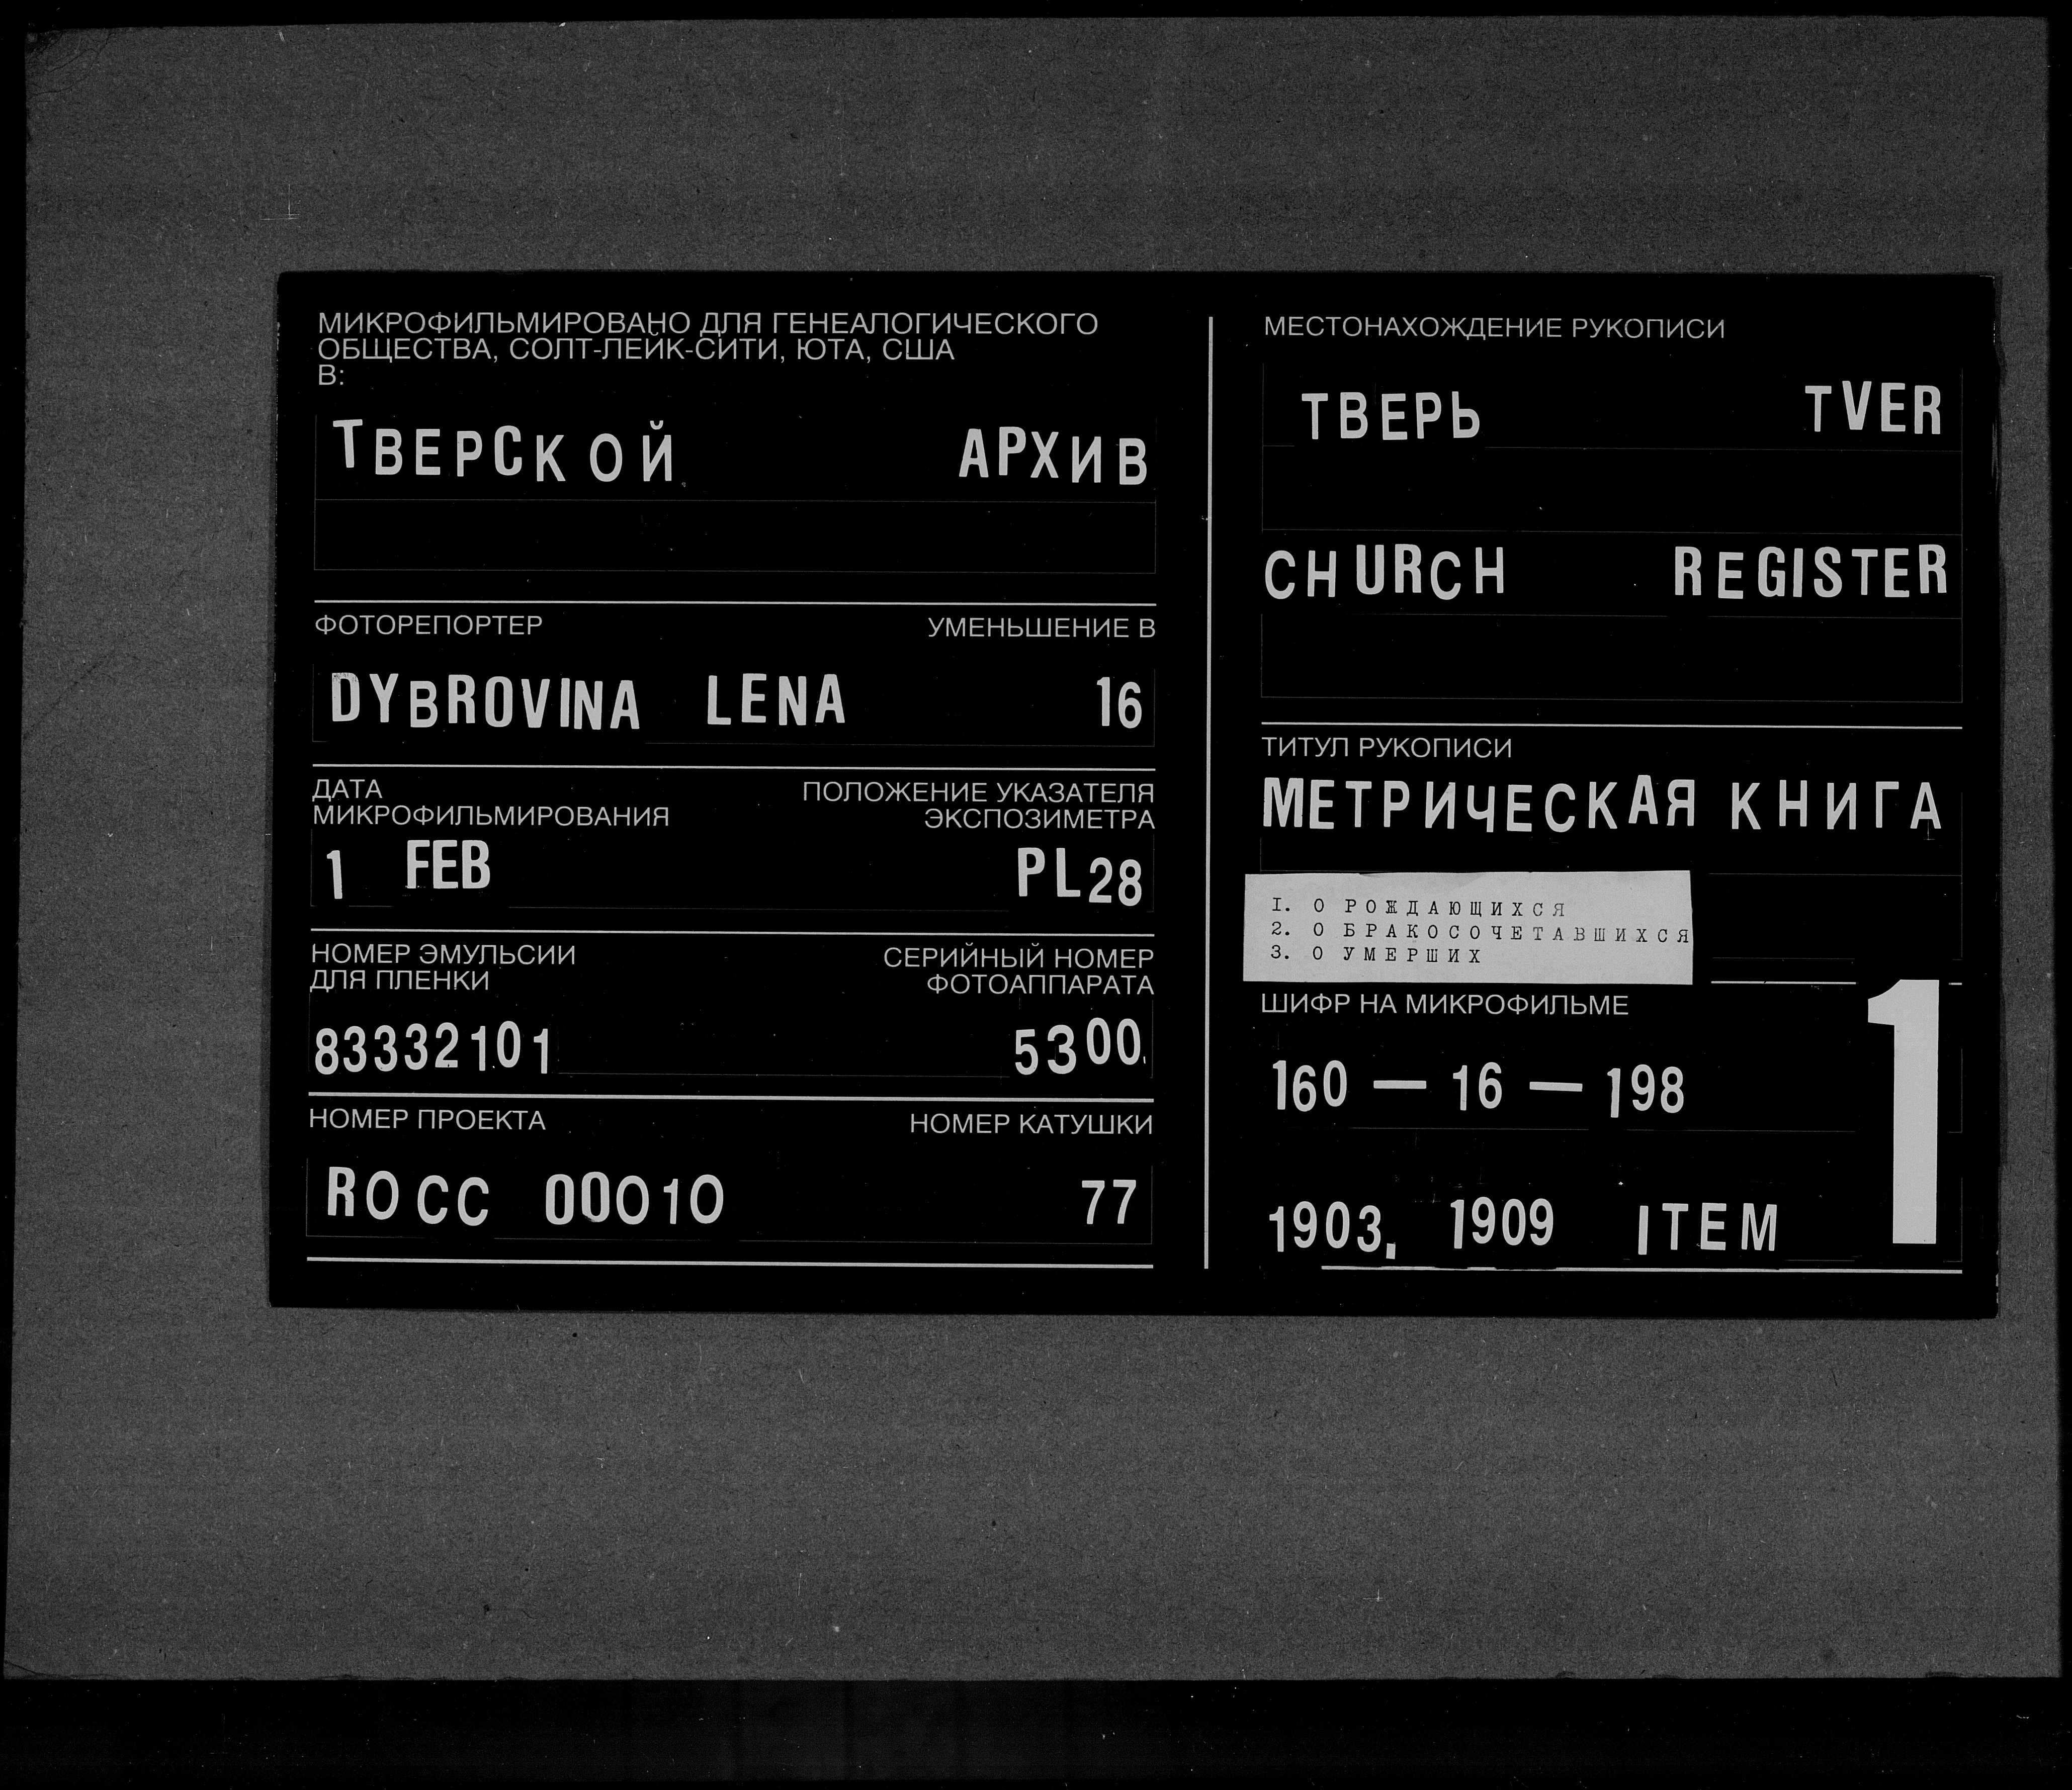 МИКРОФИЛЬМИРОВАНО ДЛЯ ГЕНЕАЛОГИЧЕСКОГО
ОБЩЕСТВА, СОЛТ-ЛЕЙК-СИТИ, ЮТА, США
В:
ТВЕРСКОЙ АРХИВ
ФОТОРЕПОРТЕР УМЕНЬШЕНИЕ В
DYBROVINA LENA 16
ДАТА ПОЛОЖЕНИЕ УКАЗАТЕЛЯ
МИКРОФИЛЬМИРОВАНИЯ ЭКСПОЗИМЕТРА
1 FEB PL28
НОМЕР ЭМУЛЬСИИ СЕРИЙНЫЙ НОМЕР
ДЛЯ ПЛЕНКИ ФОТОАППАРАТА
83332101 5300
НОМЕР ПРОЕКТА НОМЕР КАТУШКИ
ROCC 00010 77
МЕСТОНАХОЖДЕНИЕ РУКОПИСИ
ТВЕРЬ TVER
CHURCH REGISTER
ТИТУЛ РУКОПИСИ
МЕТРИЧЕСКАЯ КНИГА
1. О РОЖДАЮЩИХСЯ
2. О БРАКОСОЧЕТАВШИХСЯ
3. О УМЕРШИХ
ШИФР НА МИКРОФИЛЬМЕ
160 — 16 — 198
1903, 1909 ITEM 1